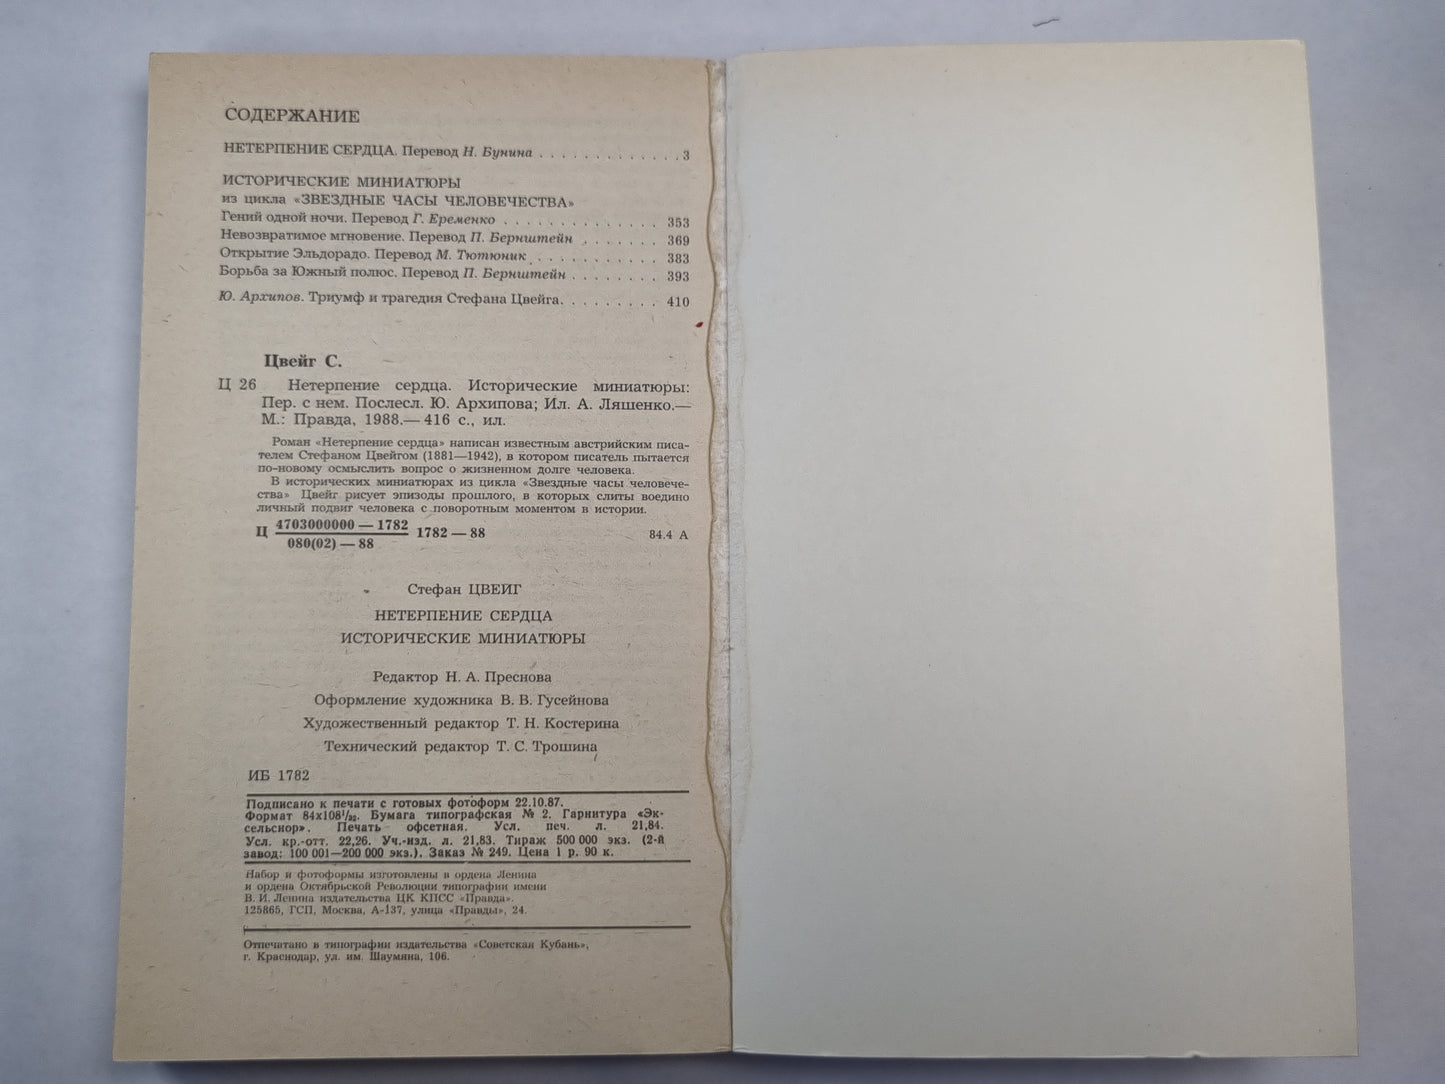 СОДЕРЖАНИЕ
НЕТЕРПЕНИЕ СЕРДЦА. Перевод Н. Бунина . . . . . . . . . . . . . 3
ИСТОРИЧЕСКИЕ МИНИАТЮРЫ
из цикла «ЗВЕЗДНЫЕ ЧАСЫ ЧЕЛОВЕЧЕСТВА»
Гений одной ночи. Перевод Г. Еременко . . . . . . . . . . . . . . 353
Невозвратимое мгновение. Перевод П. Бернштейн . . . . . . . 369
Открытие Эльдорадо. Перевод М. Тютюник . . . . . . . . . . . 383
Борьба за Южный полюс. Перевод П. Бернштейн . . . . . . . . 393
Ю. Архипов. Триумф и трагедия Стефана Цвейга. . . . . . . . . 410
Цвейг С.
Ц 26 Нетерпение сердца. Исторические миниатюры:
Пер. с нем. Послесл. Ю. Архипова; Ил. А. Ляшенко.—
М.: Правда, 1988.— 416 с., ил.
Роман «Нетерпение сердца» написан известным австрийским писа-
телем Стефаном Цвейгом (1881—1942), в котором писатель пытается
по-новому осмыслить вопрос о жизненном долге человека.
В исторических миниатюрах из цикла «Звездные часы человече-
ства» Цвейг рисует эпизоды прошлого, в которых слиты воедино
личный подвиг человека с поворотным моментом в истории.
4703000000 — 1782
Ц 1782 — 88 84.4 А
080(02) — 88
Стефан ЦВЕЙГ
НЕТЕРПЕНИЕ СЕРДЦА
ИСТОРИЧЕСКИЕ МИНИАТЮРЫ
Редактор Н. А. Преснова
Оформление художника В. В. Гусейнова
Художественный редактор Т. Н. Костерина
Технический редактор Т. С. Трошина
ИБ 1782
Подписано к печати с готовых фотоформ 22.10.87.
Формат 84х108¹/₃₂. Бумага типографская № 2. Гарнитура «Эк-
сельсиор». Печать офсетная. Усл. печ. л. 21,84.
Усл. кр.-отт. 22,26. Уч.-изд. л. 21,83. Тираж 500 000 экз. (2-й
завод: 100 001—200 000 экз.). Заказ № 249. Цена 1 р. 90 к.
Набор и фотоформы изготовлены в ордена Ленина
и ордена Октябрьской Революции типографии имени
В. И. Ленина издательства ЦК КПСС «Правда».
125865, ГСП, Москва, А-137, улица «Правды», 24.
Отпечатано в типографии издательства «Советская Кубань»,
г. Краснодар, ул. им. Шаумяна, 106.